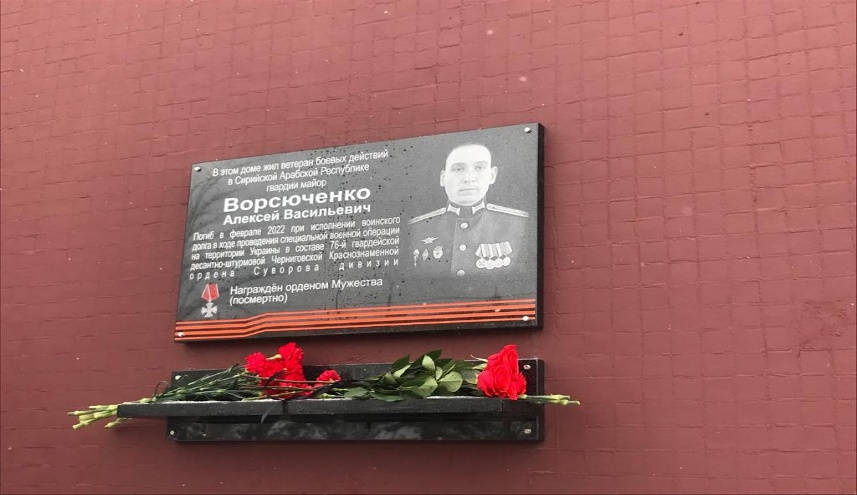 В этом доме жил ветеран боевых действий
в Сирийской Арабской Республике
гвардии майор
Ворсюченко
Алексей Васильевич
Погиб в феврале 2022 при исполнении воинского
долга в ходе проведения специальной военной операции
на территории Украины в составе 76-й гвардейской
десантно-штурмовой Черниговской Краснознаменной
ордена Суворова дивизии
Награждён орденом Мужества
(посмертно)